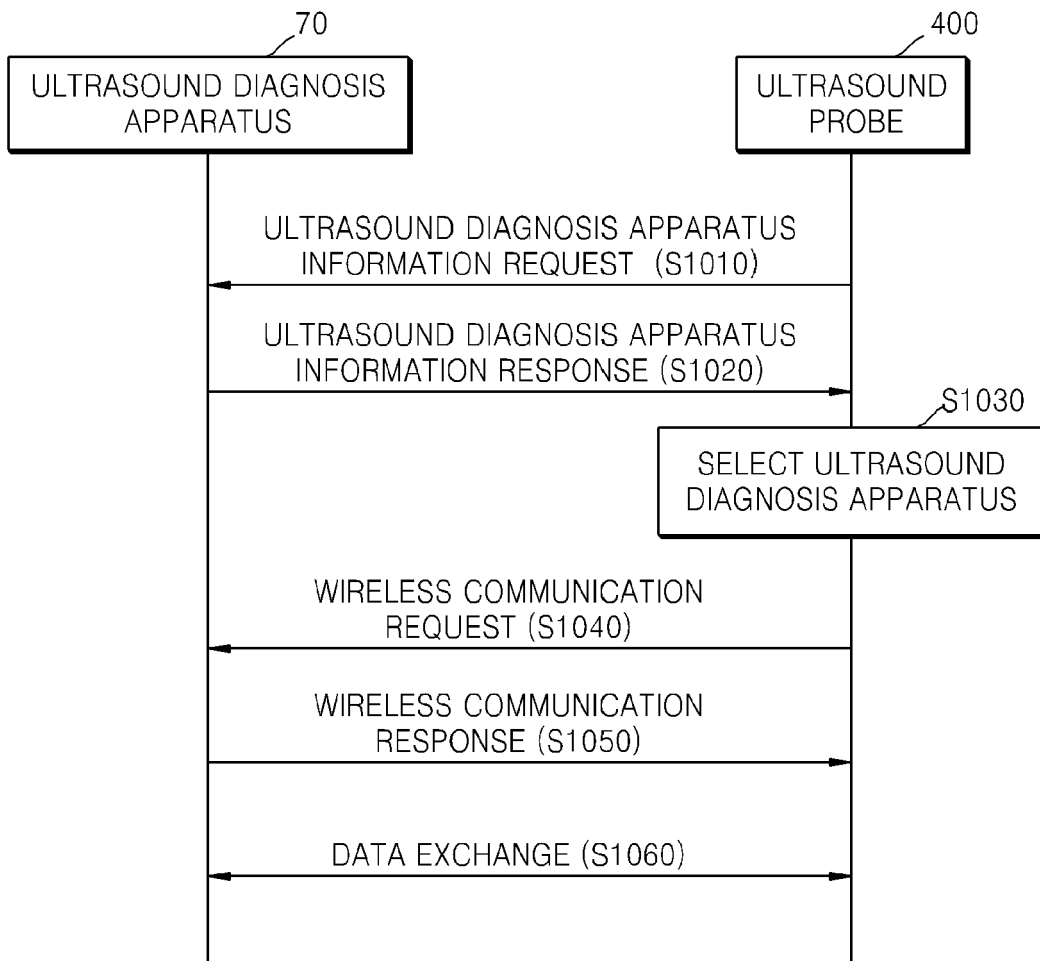 70
400
ULTRASOUND DIAGNOSIS
APPARATUS
ULTRASOUND
PROBE
ULTRASOUND DIAGNOSIS APPARATUS
INFORMATION REQUEST (S1010)
ULTRASOUND DIAGNOSIS APPARATUS
INFORMATION RESPONSE (S1020)
S1030
SELECT ULTRASOUND
DIAGNOSIS APPARATUS
WIRELESS COMMUNICATION
REQUEST (S1040)
WIRELESS COMMUNICATION
RESPONSE (S1050)
DATA EXCHANGE (S1060)